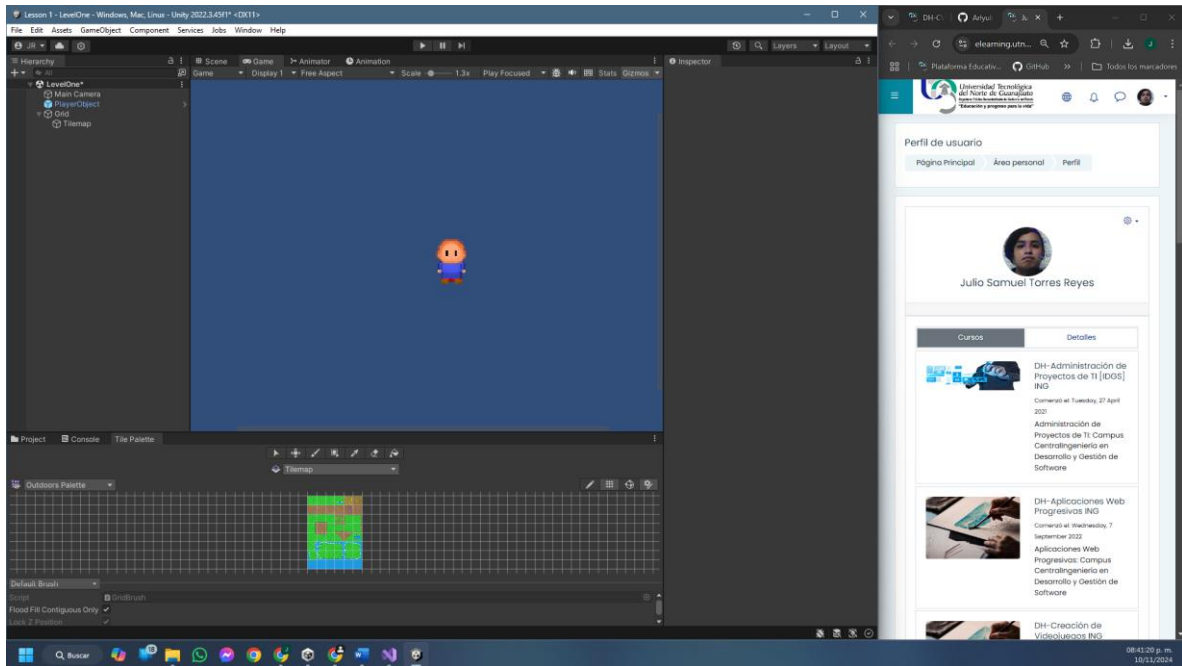 Lesson 1 - LevelOne - Windows, Mac, Linux - Unity 2022.3.45f1* <DX11>
File Edit Assets GameObject Component Services Jobs Window Help
JR
Layers
Layout
Hierarchy
All
LevelOne*
Main Camera
PlayerObject
Grid
Tilemap
Scene Game Animator Animation
Game Display 1 Free Aspect Scale 1.3x Play Focused Stats Gizmos
Inspector
Project Console Tile Palette
Tilemap
Outdoors Palette
Default Brush
Script GridBrush
Flood Fill Contiguous Only
Lock Z Position
elearning.utn...
Plataforma Educativ... GitHub Todos los marcadores
Universidad Tecnológica
del Norte de Guanajuato
"Educación y progreso para la vida"
Perfil de usuario
Página Principal Área personal Perfil
Julio Samuel Torres Reyes
Cursos Detalles
DH-Administración de
Proyectos de TI [IDGS]
ING
Comenzó el Tuesday, 27 April
2021
Administración de
Proyectos de TI: Campus
CentralIngeniería en
Desarrollo y Gestión de
Software
DH-Aplicaciones Web
Progresivas ING
Comenzó el Wednesday, 7
September 2022
Aplicaciones Web
Progresivas: Campus
CentralIngeniería en
Desarrollo y Gestión de
Software
DH-Creación de
Videojuegos ING
Buscar
08:41:20 p. m.
10/11/2024